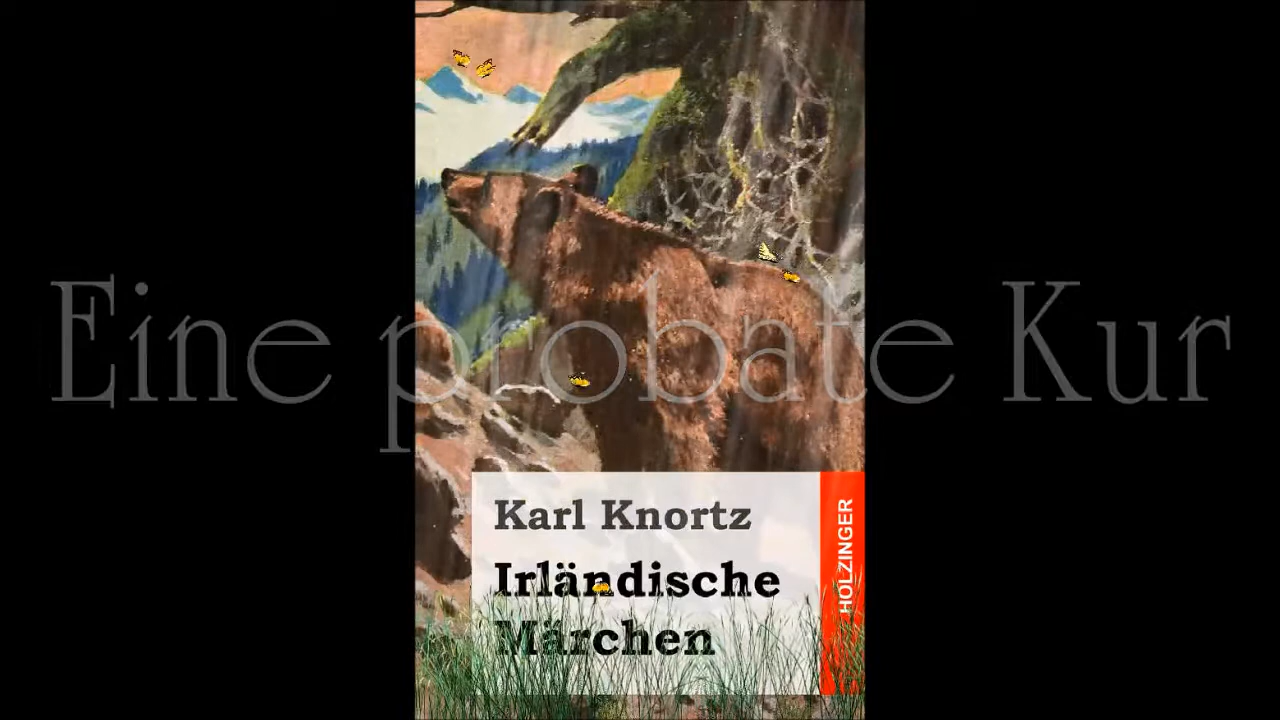 Eine probate Kur
Karl Knortz
Irländische
Märchen
HOLZINGER